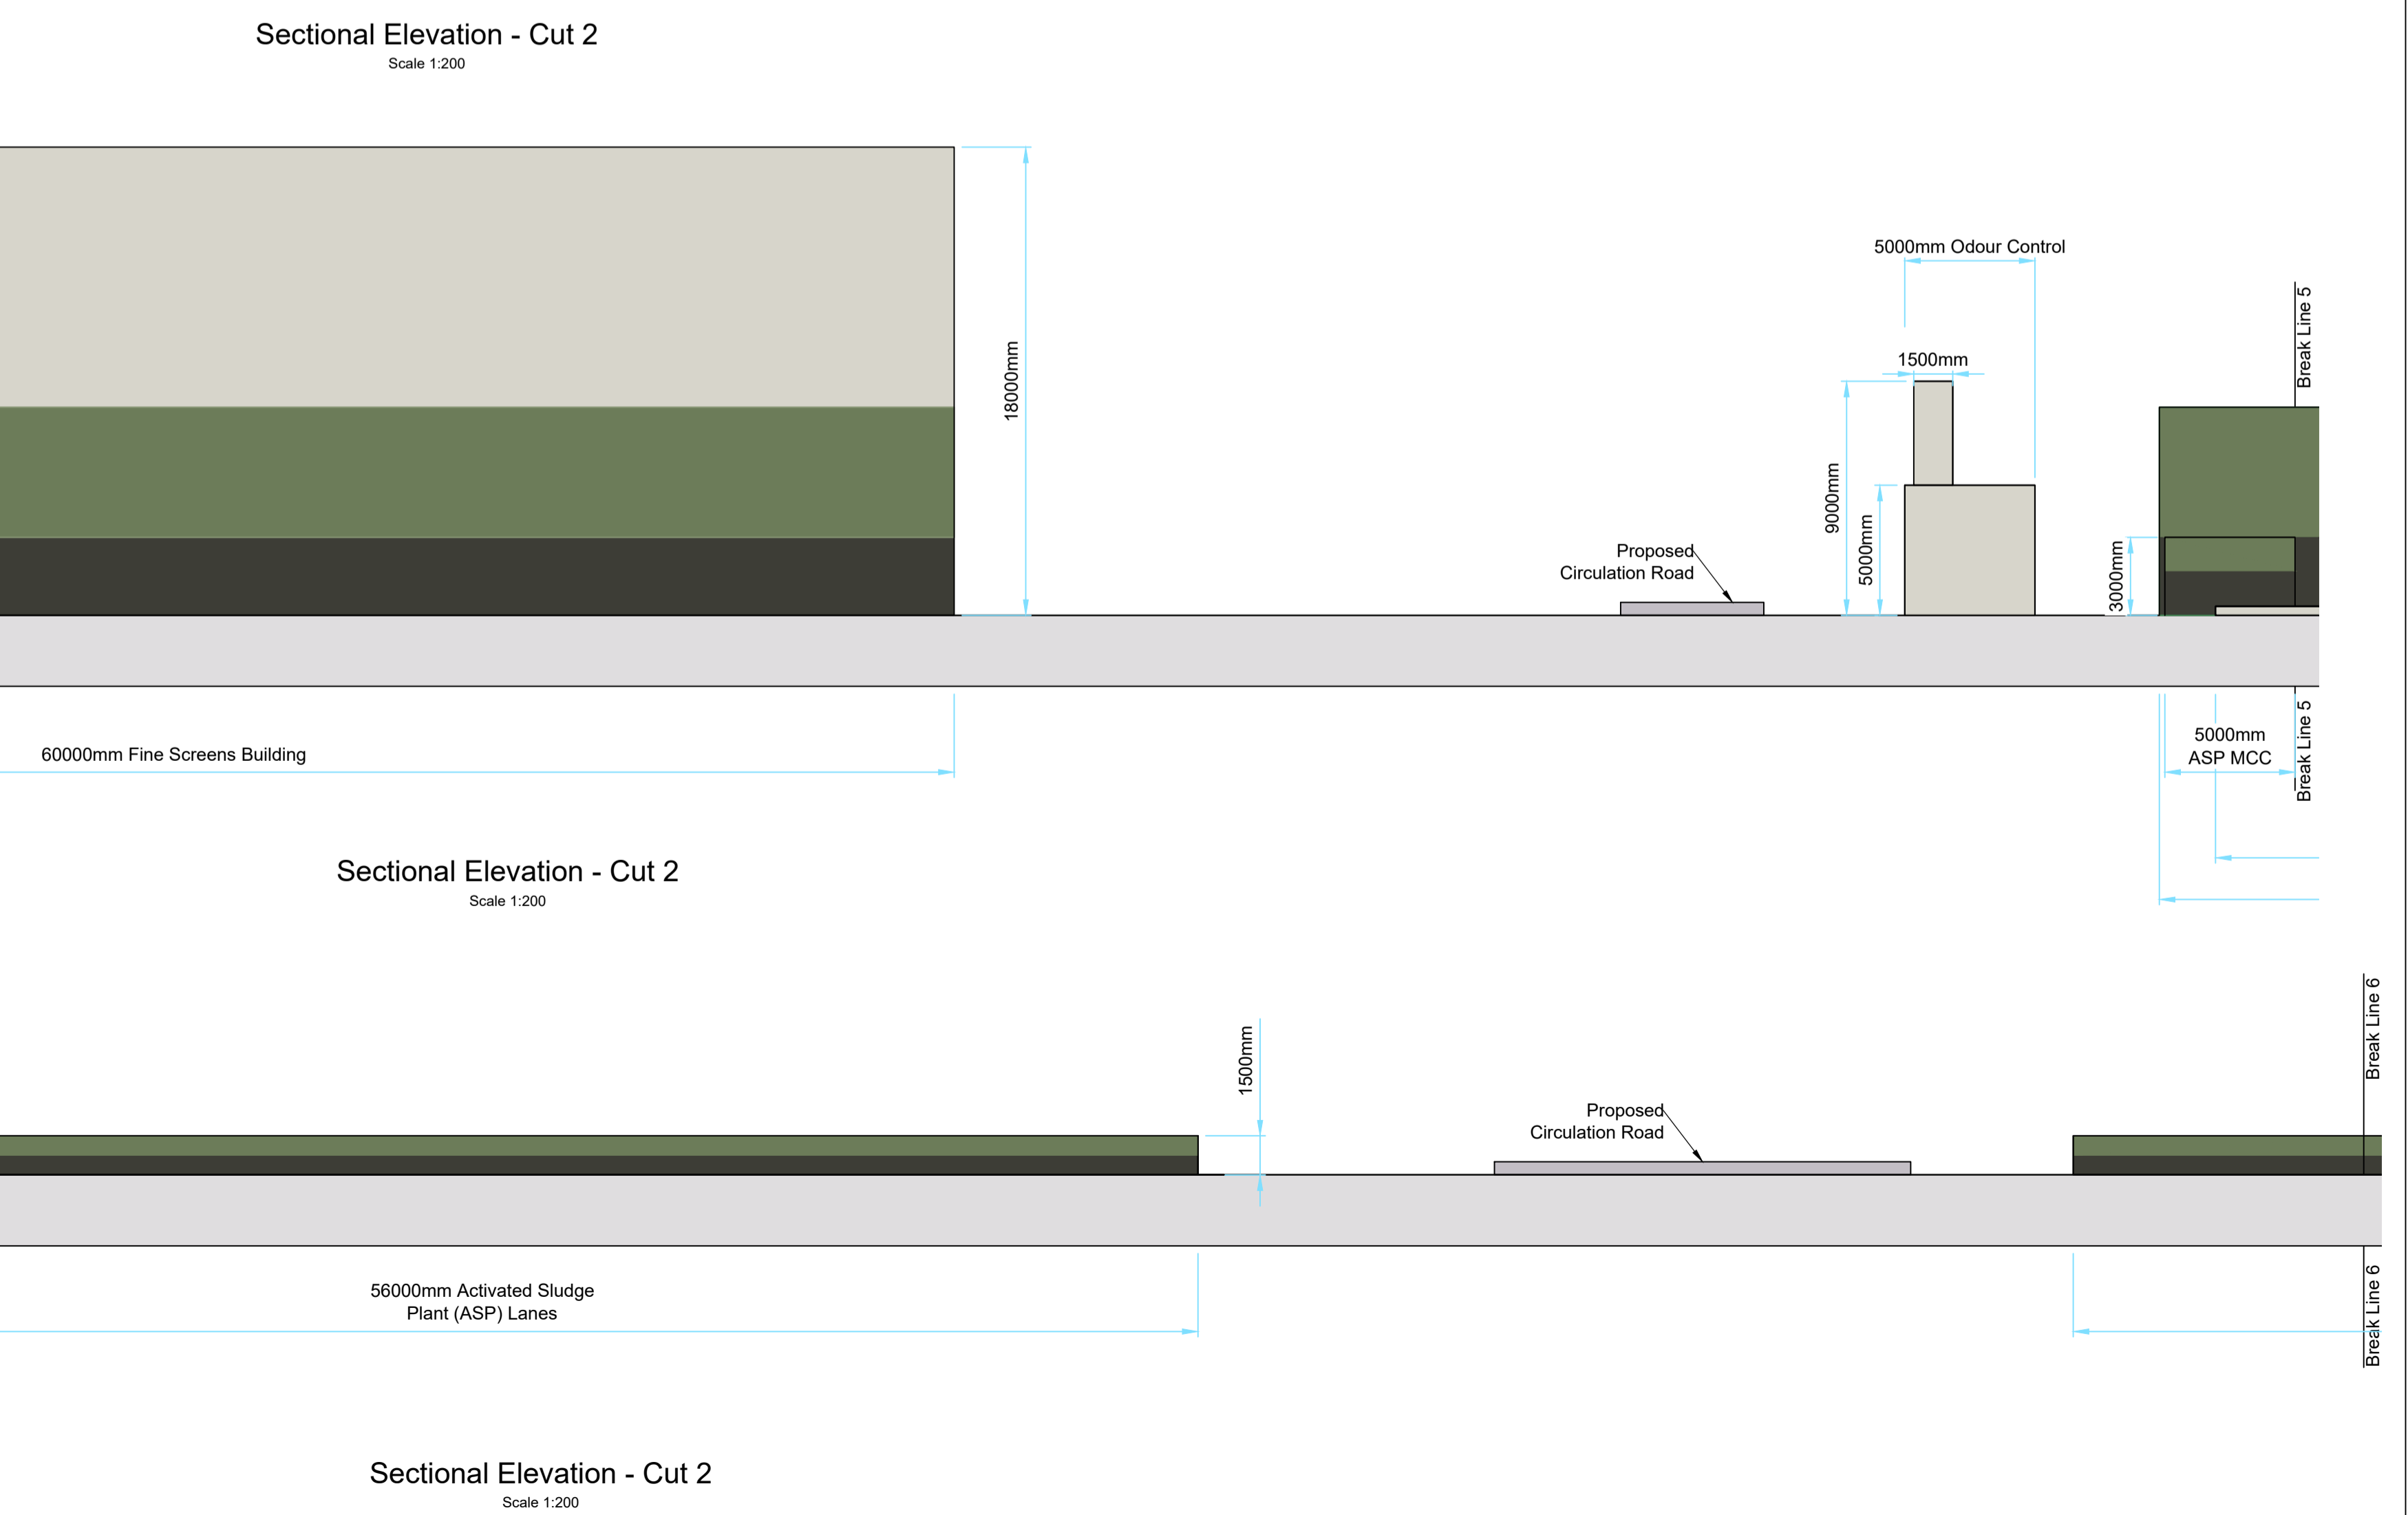 Sectional Elevation - Cut 2
Scale 1:200
5000mm Odour Control
Break Line 5
1500mm
18000mm
9000mm
5000mm
Proposed
Circulation Road
3000mm
60000mm Fine Screens Building
5000mm
ASP MCC
Break Line 5
Sectional Elevation - Cut 2
Scale 1:200
Break Line 6
1500mm
Proposed
Circulation Road
56000mm Activated Sludge
Plant (ASP) Lanes
Break Line 6
Sectional Elevation - Cut 2
Scale 1:200